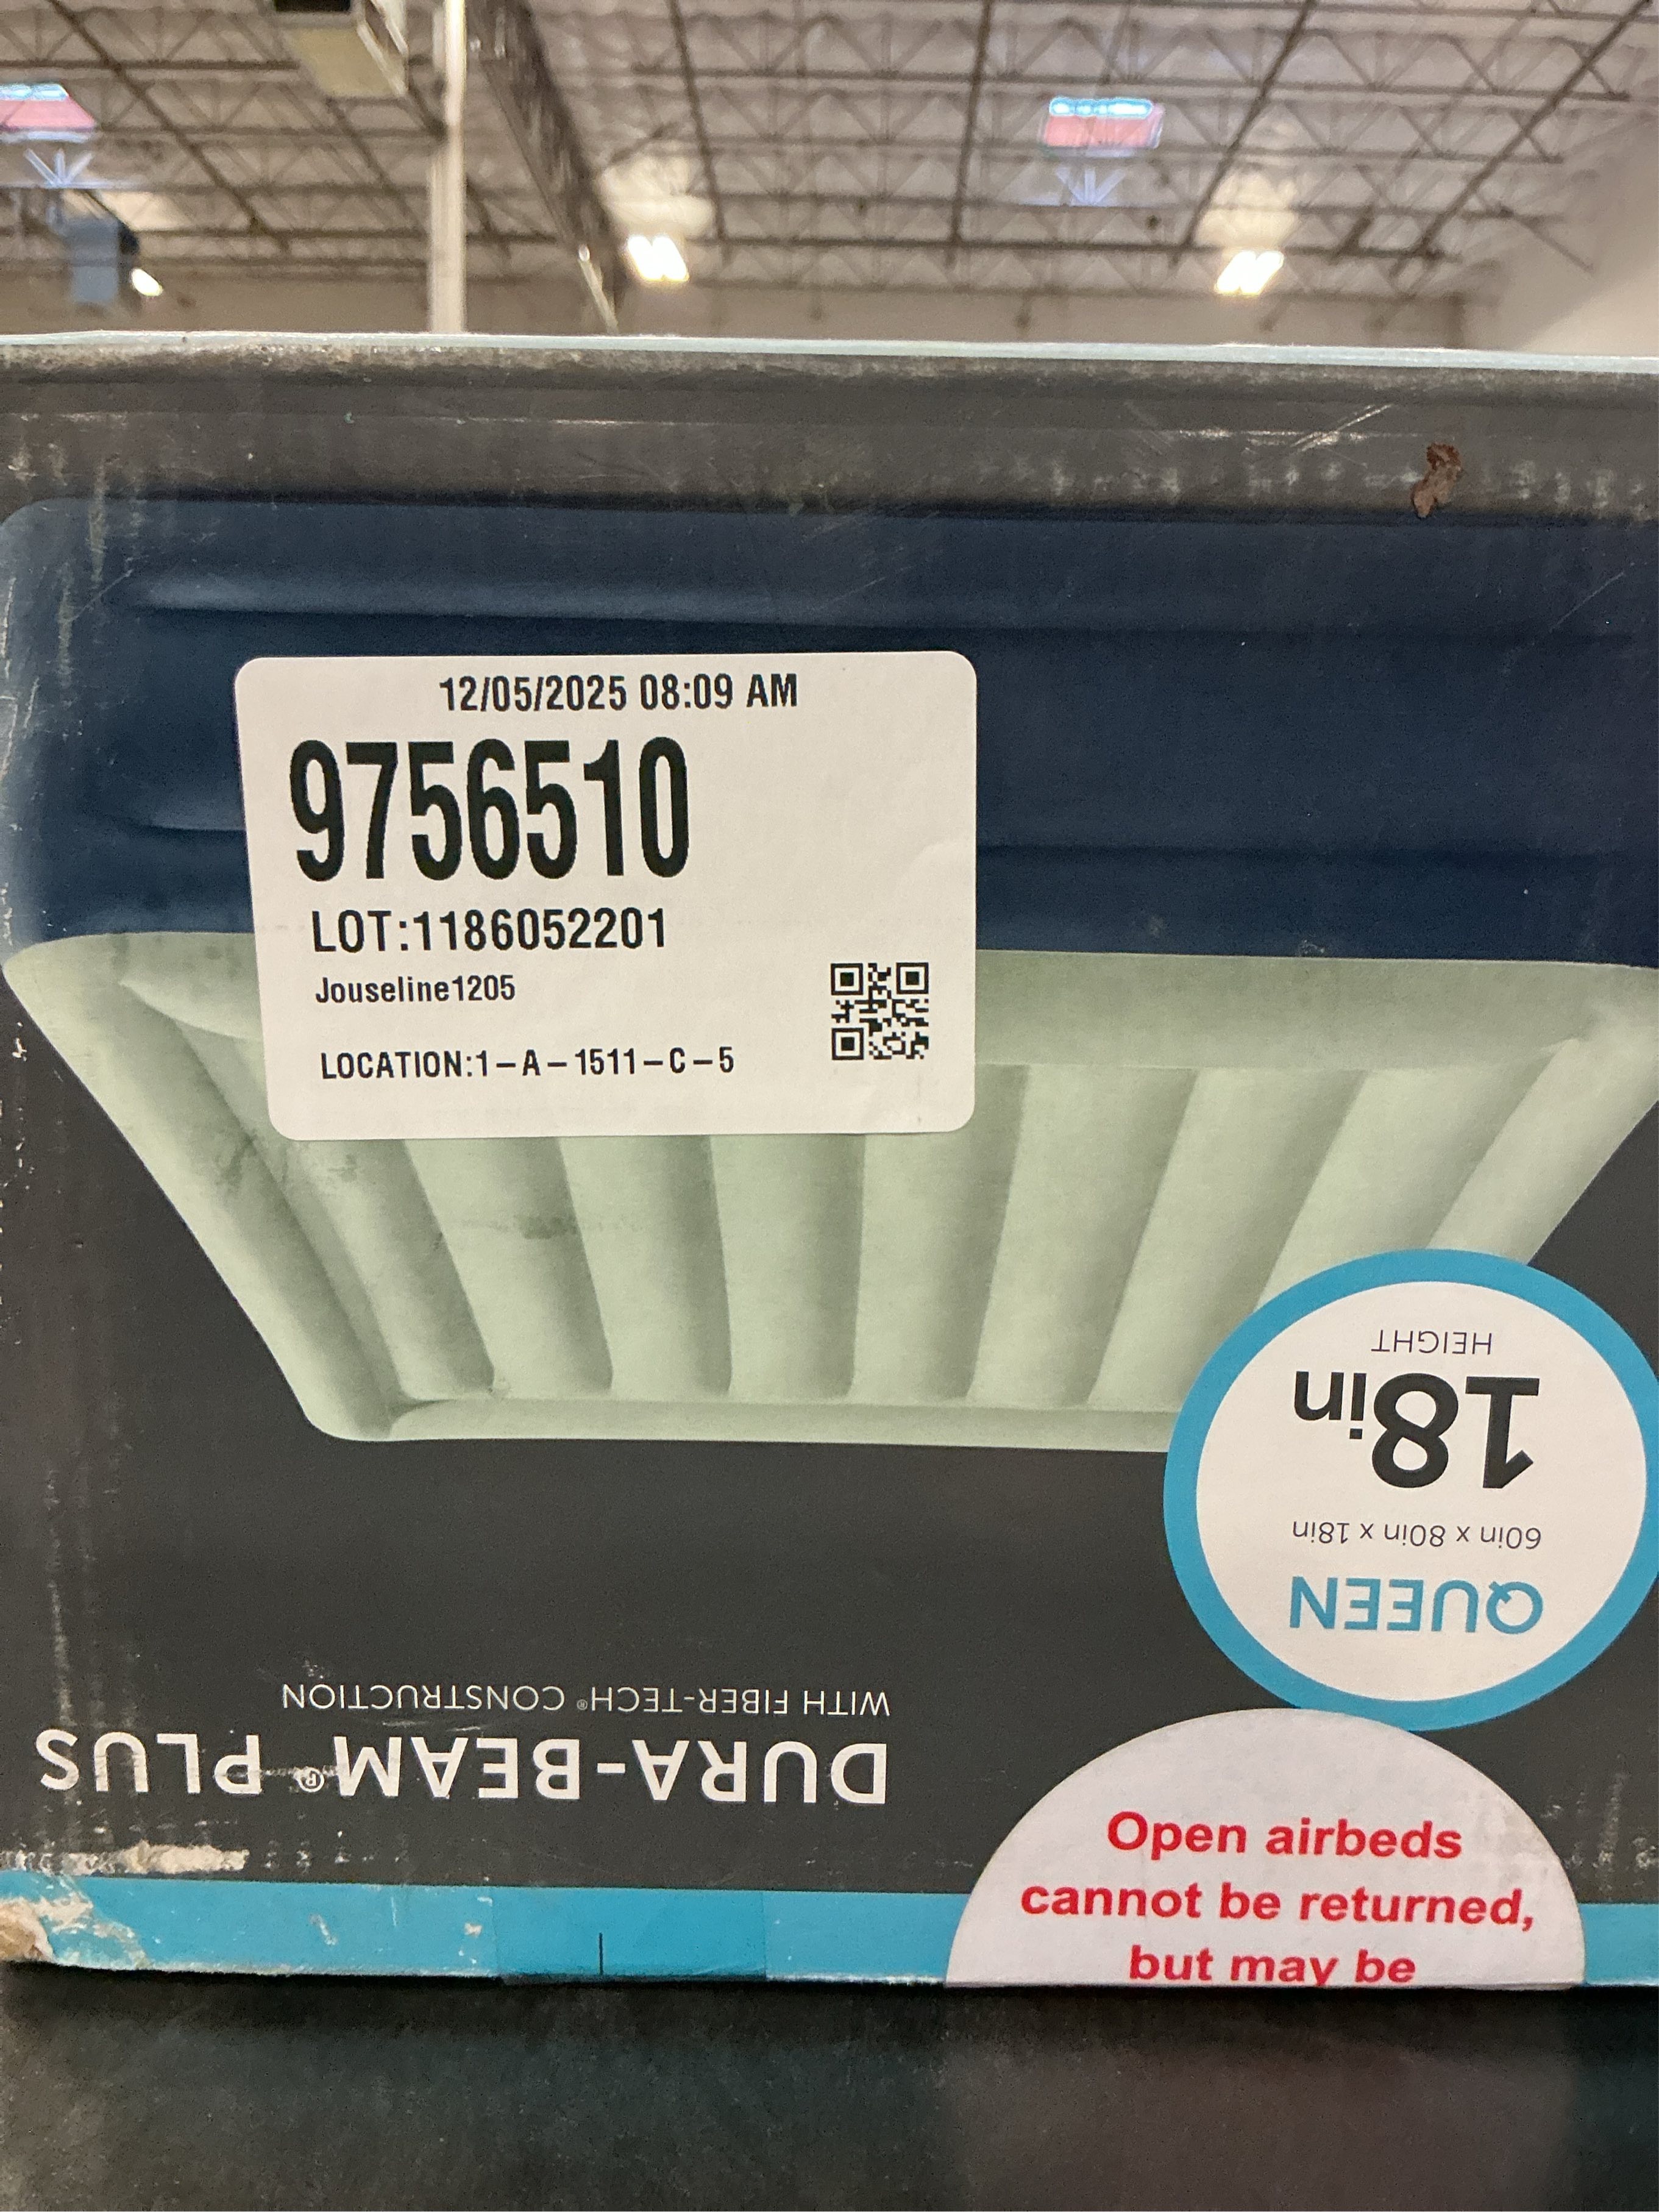 12/05/2025 08:09 AM
9756510
LOT:1186052201
Jouseline1205
LOCATION:1-A-1511-C-5
DURA-BEAM® PLUS
WITH FIBER-TECH® CONSTRUCTION
QUEEN
60in x 80in x 18in
18in
HEIGHT
Open airbeds
cannot be returned,
but may be